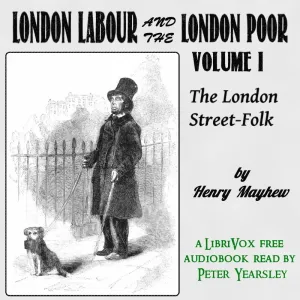 LONDON LABOUR AND THE LONDON POOR
VOLUME I
The London
Street-Folk
by
Henry Mayhew
A LIBRIVOX FREE
AUDIOBOOK READ BY
PETER YEARSLEY